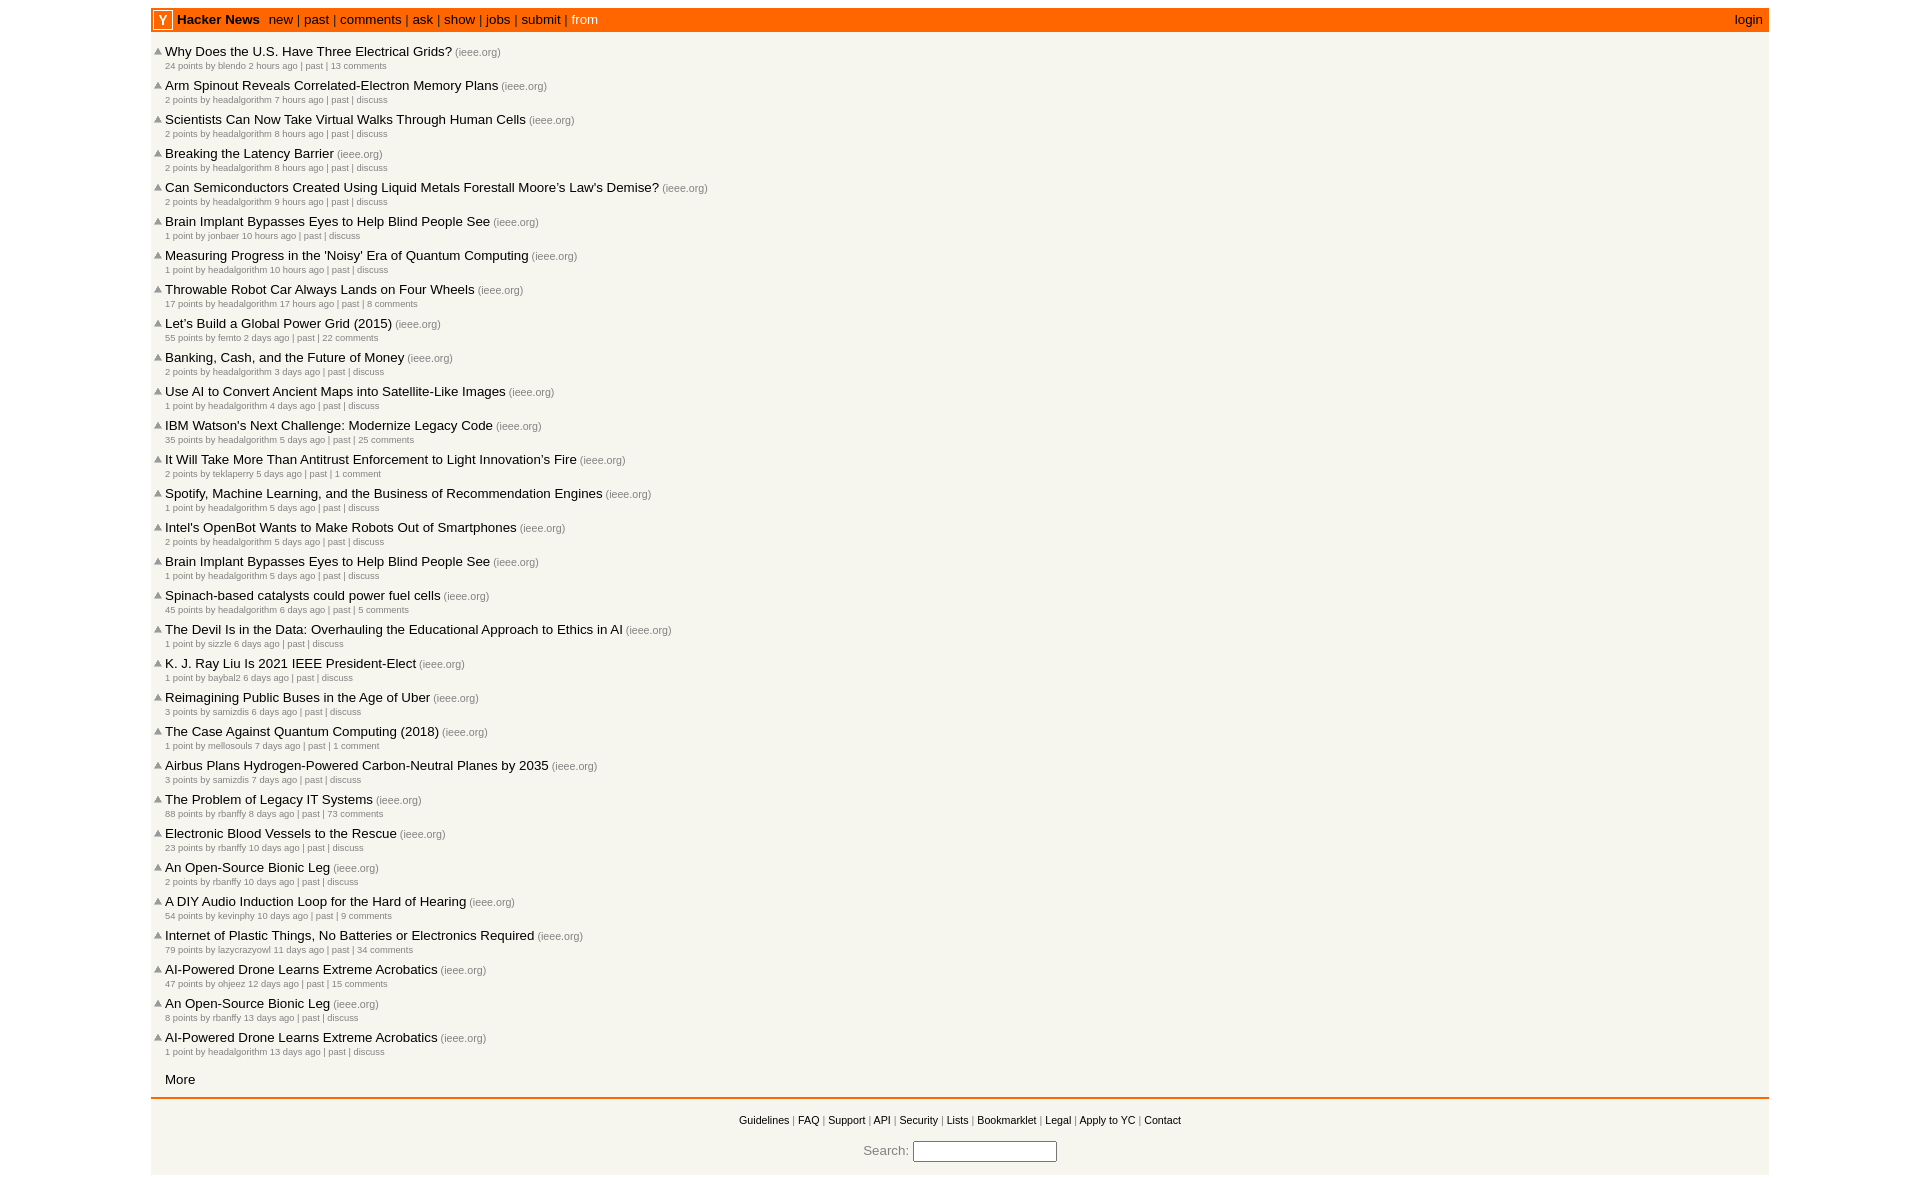 Y Hacker News new | past | comments | ask | show | jobs | submit | from login
Why Does the U.S. Have Three Electrical Grids? (ieee.org)
24 points by blendo 2 hours ago | past | 13 comments
Arm Spinout Reveals Correlated-Electron Memory Plans (ieee.org)
2 points by headalgorithm 7 hours ago | past | discuss
Scientists Can Now Take Virtual Walks Through Human Cells (ieee.org)
2 points by headalgorithm 8 hours ago | past | discuss
Breaking the Latency Barrier (ieee.org)
2 points by headalgorithm 8 hours ago | past | discuss
Can Semiconductors Created Using Liquid Metals Forestall Moore’s Law's Demise? (ieee.org)
2 points by headalgorithm 9 hours ago | past | discuss
Brain Implant Bypasses Eyes to Help Blind People See (ieee.org)
1 point by jonbaer 10 hours ago | past | discuss
Measuring Progress in the 'Noisy' Era of Quantum Computing (ieee.org)
1 point by headalgorithm 10 hours ago | past | discuss
Throwable Robot Car Always Lands on Four Wheels (ieee.org)
17 points by headalgorithm 17 hours ago | past | 8 comments
Let’s Build a Global Power Grid (2015) (ieee.org)
55 points by femto 2 days ago | past | 22 comments
Banking, Cash, and the Future of Money (ieee.org)
2 points by headalgorithm 3 days ago | past | discuss
Use AI to Convert Ancient Maps into Satellite-Like Images (ieee.org)
1 point by headalgorithm 4 days ago | past | discuss
IBM Watson's Next Challenge: Modernize Legacy Code (ieee.org)
35 points by headalgorithm 5 days ago | past | 25 comments
It Will Take More Than Antitrust Enforcement to Light Innovation’s Fire (ieee.org)
2 points by teklaperry 5 days ago | past | 1 comment
Spotify, Machine Learning, and the Business of Recommendation Engines (ieee.org)
1 point by headalgorithm 5 days ago | past | discuss
Intel's OpenBot Wants to Make Robots Out of Smartphones (ieee.org)
2 points by headalgorithm 5 days ago | past | discuss
Brain Implant Bypasses Eyes to Help Blind People See (ieee.org)
1 point by headalgorithm 5 days ago | past | discuss
Spinach-based catalysts could power fuel cells (ieee.org)
45 points by headalgorithm 6 days ago | past | 5 comments
The Devil Is in the Data: Overhauling the Educational Approach to Ethics in AI (ieee.org)
1 point by sizzle 6 days ago | past | discuss
K. J. Ray Liu Is 2021 IEEE President-Elect (ieee.org)
1 point by baybal2 6 days ago | past | discuss
Reimagining Public Buses in the Age of Uber (ieee.org)
3 points by samizdis 6 days ago | past | discuss
The Case Against Quantum Computing (2018) (ieee.org)
1 point by mellosouls 7 days ago | past | 1 comment
Airbus Plans Hydrogen-Powered Carbon-Neutral Planes by 2035 (ieee.org)
3 points by samizdis 7 days ago | past | discuss
The Problem of Legacy IT Systems (ieee.org)
88 points by rbanffy 8 days ago | past | 73 comments
Electronic Blood Vessels to the Rescue (ieee.org)
23 points by rbanffy 10 days ago | past | discuss
An Open-Source Bionic Leg (ieee.org)
2 points by rbanffy 10 days ago | past | discuss
A DIY Audio Induction Loop for the Hard of Hearing (ieee.org)
54 points by kevinphy 10 days ago | past | 9 comments
Internet of Plastic Things, No Batteries or Electronics Required (ieee.org)
79 points by lazycrazyowl 11 days ago | past | 34 comments
AI-Powered Drone Learns Extreme Acrobatics (ieee.org)
47 points by ohjeez 12 days ago | past | 15 comments
An Open-Source Bionic Leg (ieee.org)
8 points by rbanffy 13 days ago | past | discuss
AI-Powered Drone Learns Extreme Acrobatics (ieee.org)
1 point by headalgorithm 13 days ago | past | discuss
More
Guidelines | FAQ | Support | API | Security | Lists | Bookmarklet | Legal | Apply to YC | Contact
Search: